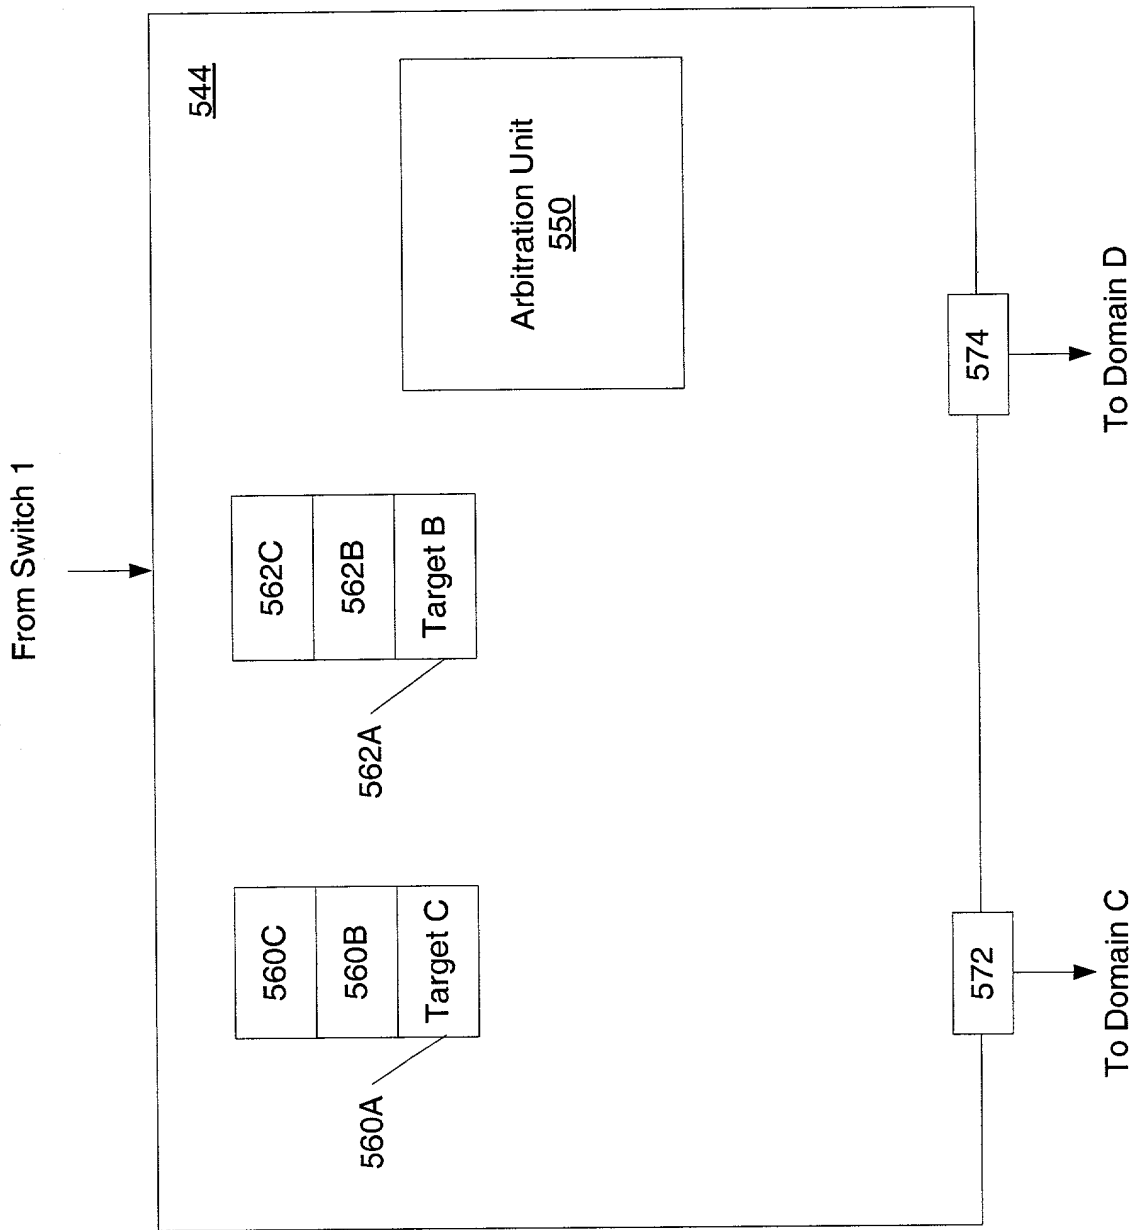 From Switch 1
544
560C
560B
Target C
560A
562C
562B
Target B
562A
Arbitration Unit
550
572
574
To Domain C
To Domain D